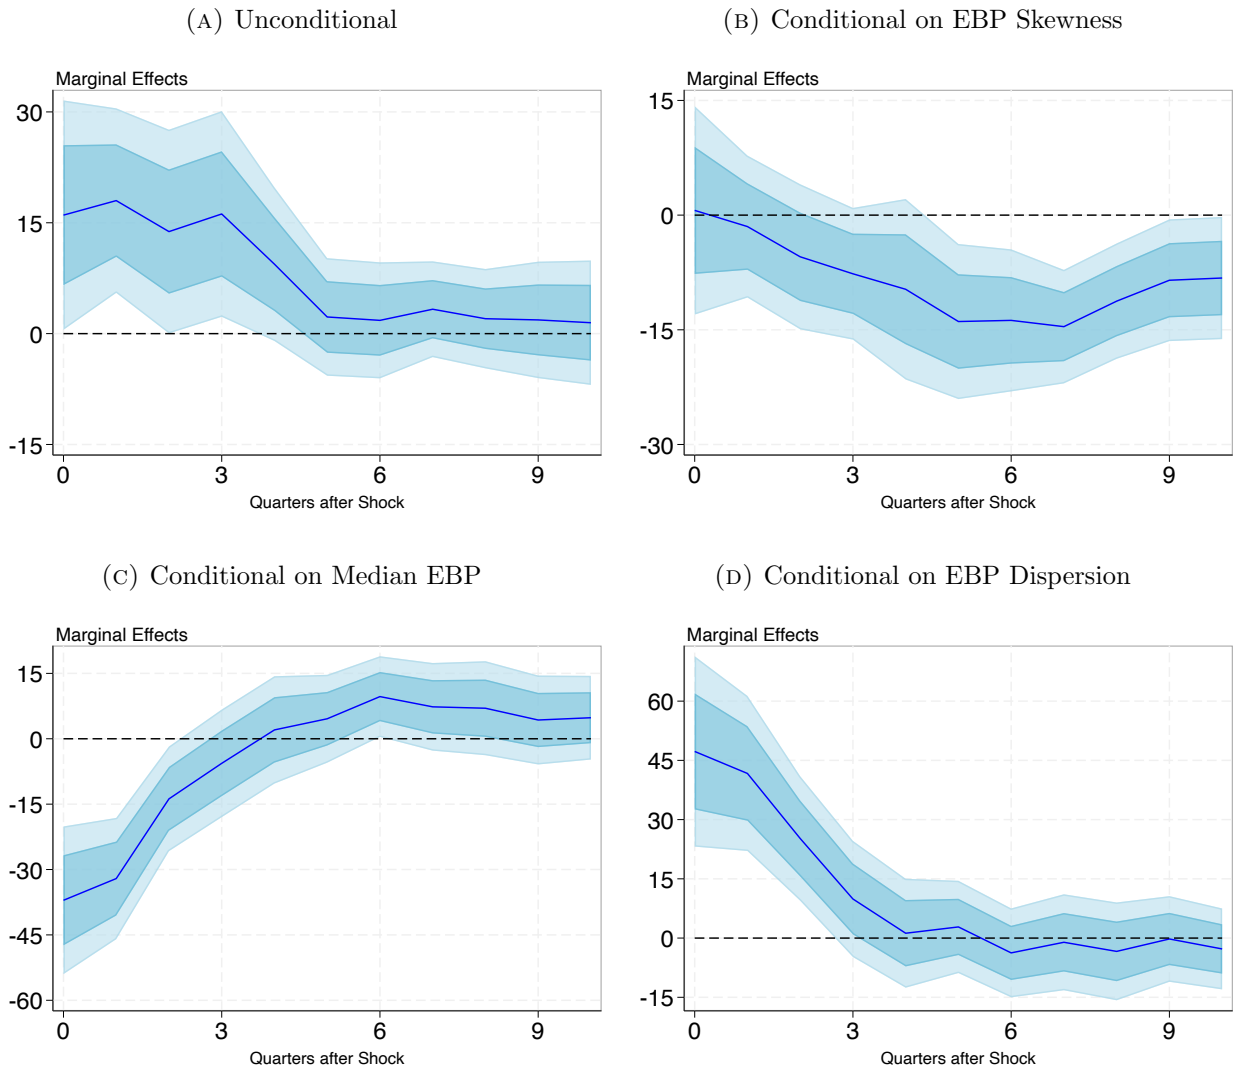 (A) Unconditional
Marginal Effects
30
15
0
-15
0 3 6 9
Quarters after Shock
(B) Conditional on EBP Skewness
Marginal Effects
15
0
-15
-30
0 3 6 9
Quarters after Shock
(C) Conditional on Median EBP
Marginal Effects
15
0
-15
-30
-45
-60
0 3 6 9
Quarters after Shock
(D) Conditional on EBP Dispersion
Marginal Effects
60
45
30
15
0
-15
0 3 6 9
Quarters after Shock